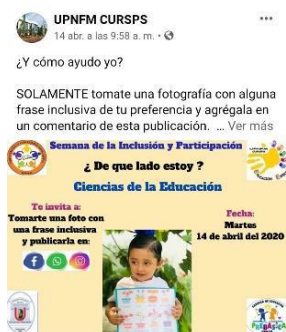 UPNFM CURSPS
14 abr. a las 9:58 a. m.
¿Y cómo ayudo yo?
SOLAMENTE tomate una fotografía con alguna
frase inclusiva de tu preferencia y agrégala en
un comentario de esta publicación. ... Ver más
Semana de la Inclusión y Participación
¿ De que lado estoy ?
Ciencias de la Educación
Te invita a:
Tomarte una foto con
una frase inclusiva
y publicarla en:
Fecha:
Martes
14 de abril del 2020